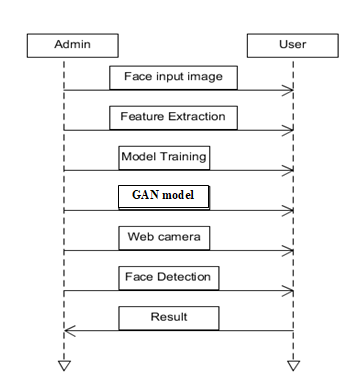 Admin
User
Face input image
Feature Extraction
Model Training
GAN model
Web camera
Face Detection
Result